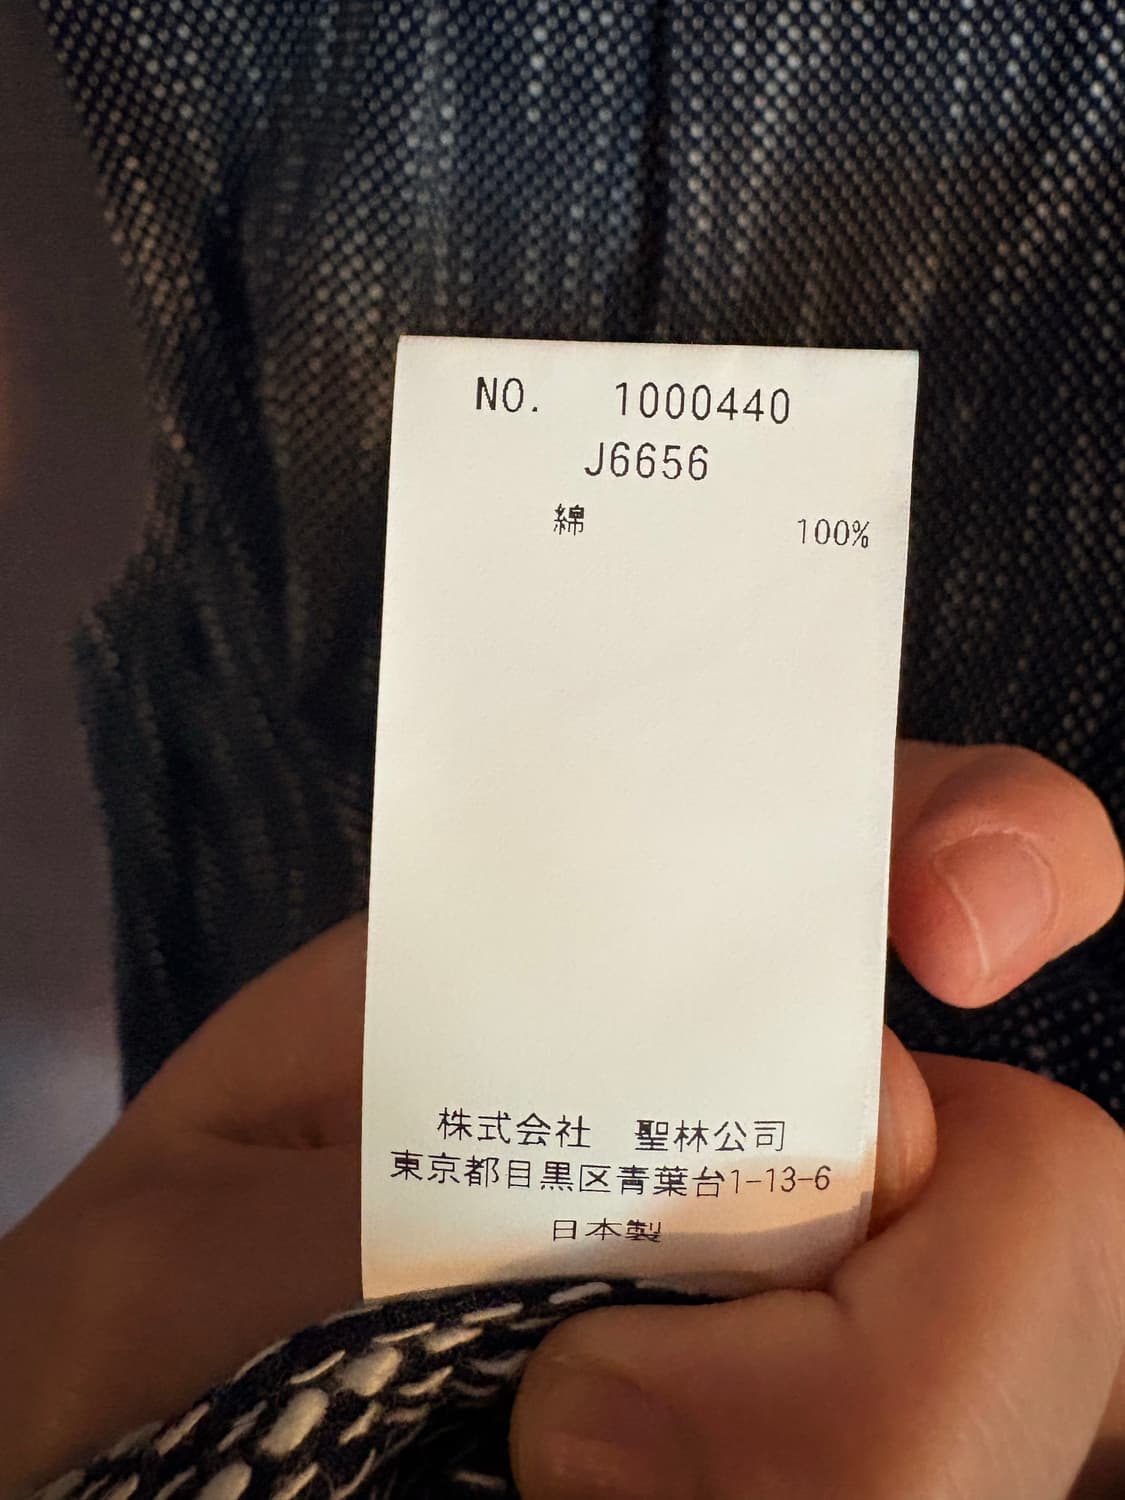 NO. 1000440
J6656
綿 100%
株式会社 聖林公司
東京都目黒区青葉台1-13-6
日本製